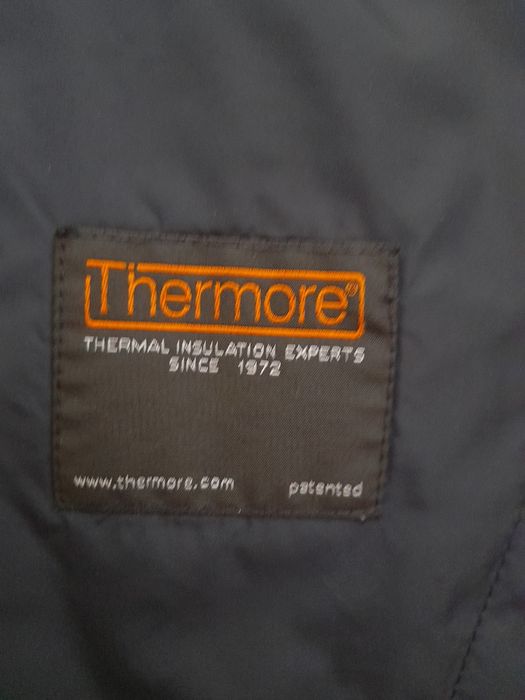 Thermore®
THERMAL INSULATION EXPERTS
SINCE 1972
www.thermore.com patented